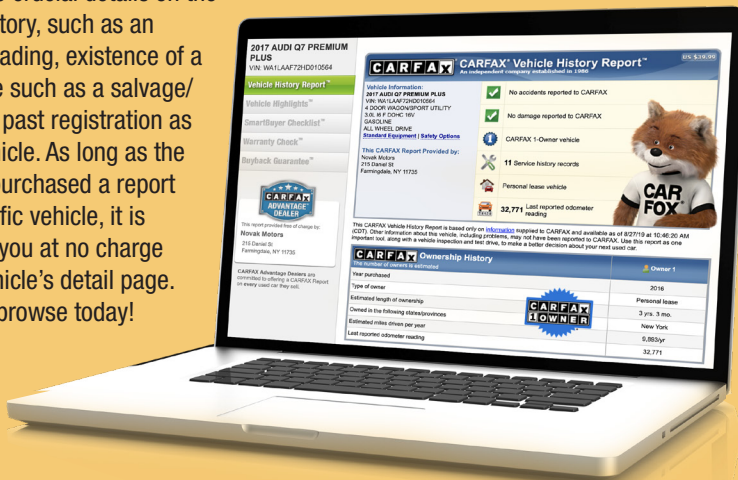 e crucial details on the
tory, such as an
ading, existence of a
e such as a salvage/
past registration as
icle. As long as the
purchased a report
fic vehicle, it is
you at no charge
hicle's detail page.
browse today!
2017 AUDI Q7 PREMIUM
PLUS
VIN: WA1LAAF72HD010564
Vehicle History Report™
Vehicle Highlights™
SmartBuyer Checklist™
Warranty Check™
Buyback Guarantee™
CARFAX
ADVANTAGE
DEALER
This report provided free of charge by:
Novak Motors
215 Daniel St
Farmingdale, NY 11735
CARFAX Advantage Dealers are
committed to offering a CARFAX Report
on every used car they sell.
CARFAX
CARFAX Vehicle History Report™
An independent company established in 1986
US $39.99
Vehicle Information:
2017 AUDI Q7 PREMIUM PLUS
VIN: WA1LAAF72HD010564
4 DOOR WAGON/SPORT UTILITY
3.0L I6 F DOHC 16V
GASOLINE
ALL WHEEL DRIVE
Standard Equipment | Safety Options
This CARFAX Report Provided by:
Novak Motors
215 Daniel St
Farmingdale, NY 11735
No accidents reported to CARFAX
No damage reported to CARFAX
CARFAX 1-Owner vehicle
11 Service history records
Personal lease vehicle
32,771 Last reported odometer
reading
CAR
FOX
This CARFAX Vehicle History Report is based only on information supplied to CARFAX and available as of 8/27/19 at 10:46:20 AM
(CDT). Other information about this vehicle, including problems, may not have been reported to CARFAX. Use this report as one
important tool, along with a vehicle inspection and test drive, to make a better decision about your next used car.
CARFAX Ownership History
The number of owners is estimated
Owner 1
Year purchased
2016
Type of owner
Personal lease
Estimated length of ownership
3 yrs. 3 mo.
Owned in the following states/provinces
New York
Estimated miles driven per year
9,993/yr
Last reported odometer reading
32,771
CARFAX
1 OWNER